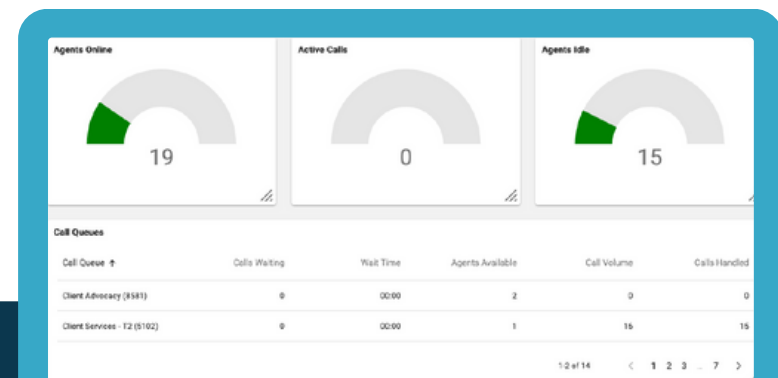 Agents Online Active Calls Agents Idle
19 0 15
Call Queues
Call Queue ↑ Calls Waiting Wait Time Agents Available Call Volume Calls Handled
Client Advocacy (8581) 0 00:00 2 0 0
Client Services - T2 (5102) 0 00:00 1 15 15
1-2 of 14 < 1 2 3 ... 7 >